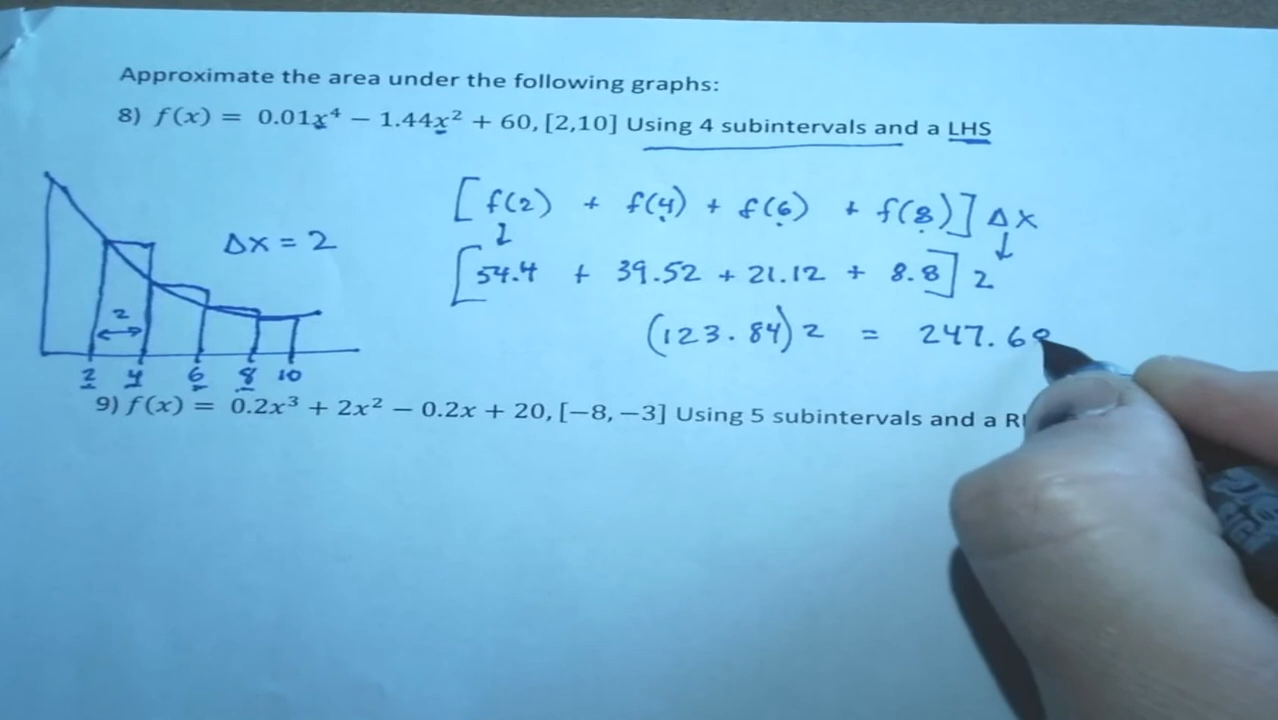 Approximate the area under the following graphs:
8) f(x) = 0.01x⁴ − 1.44x² + 60, [2,10] Using 4 subintervals and a LHS
[f(2) + f(4) + f(6) + f(8)] Δx
Δx = 2
[54.4 + 39.52 + 21.12 + 8.8] 2
2
(123.84) 2 = 247.68
2 4 6 8 10
9) f(x) = 0.2x³ + 2x² − 0.2x + 20, [−8, −3] Using 5 subintervals and a